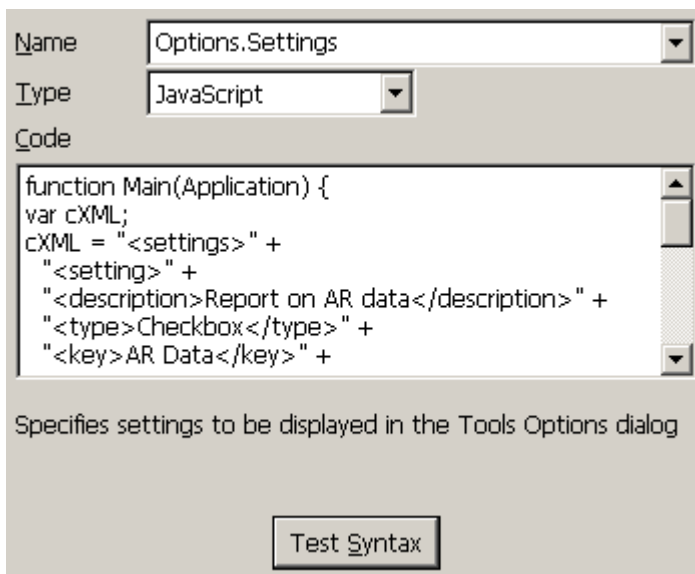 Name Options.Settings
Type JavaScript
Code
function Main(Application) {
var cXML;
cXML = "<settings>" +
"<setting>" +
"<description>Report on AR data</description>" +
"<type>Checkbox</type>" +
"<key>AR Data</key>" +
Specifies settings to be displayed in the Tools Options dialog
Test Syntax